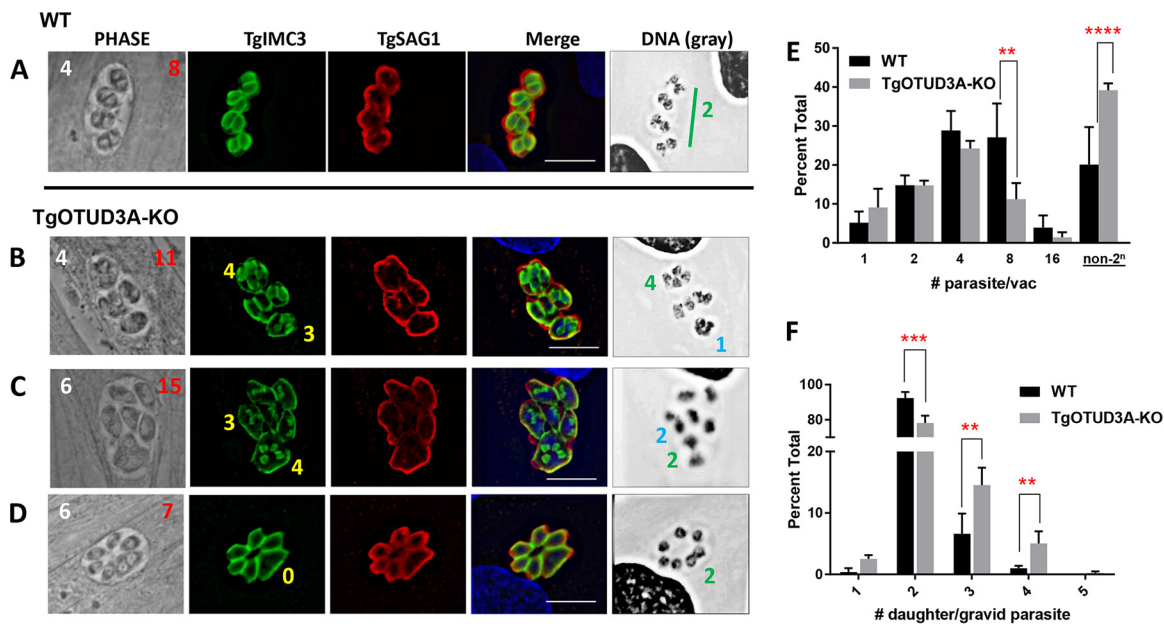 WT
PHASE TgIMC3 TgSAG1 Merge DNA (gray)
A 4 8 2
TgOTUD3A-KO
B 4 11 4 3 4 1
C 6 15 3 4 2 2
D 6 7 0 2
E
WT
TgOTUD3A-KO
** ****
Percent Total
50
40
30
20
10
0
1 2 4 8 16 non-2ⁿ
# parasite/vac
F
WT
TgOTUD3A-KO
*** ** **
Percent Total
100
80
60
20
10
0
1 2 3 4 5
# daughter/gravid parasite